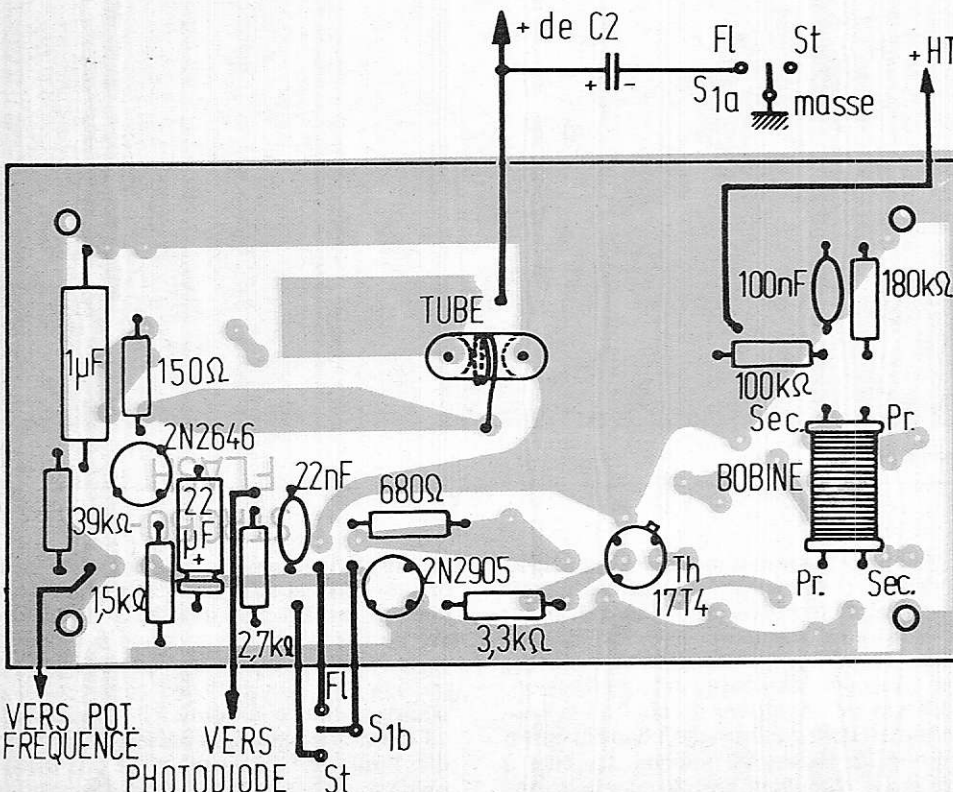 + de C2
Fl
St
+HT
+
-
S1a
masse
TUBE
100nF
180kΩ
1µF
150Ω
100kΩ
Sec.
Pr.
2N2646
FLASH
22nF
680Ω
BOBINE
39kΩ
22
µF
+
STROBO-
2N2905
Th
17T4
Pr.
Sec.
1,5kΩ
2,7kΩ
3,3kΩ
Fl
S1b
St
VERS POT
FREQUENCE
VERS
PHOTODIODE